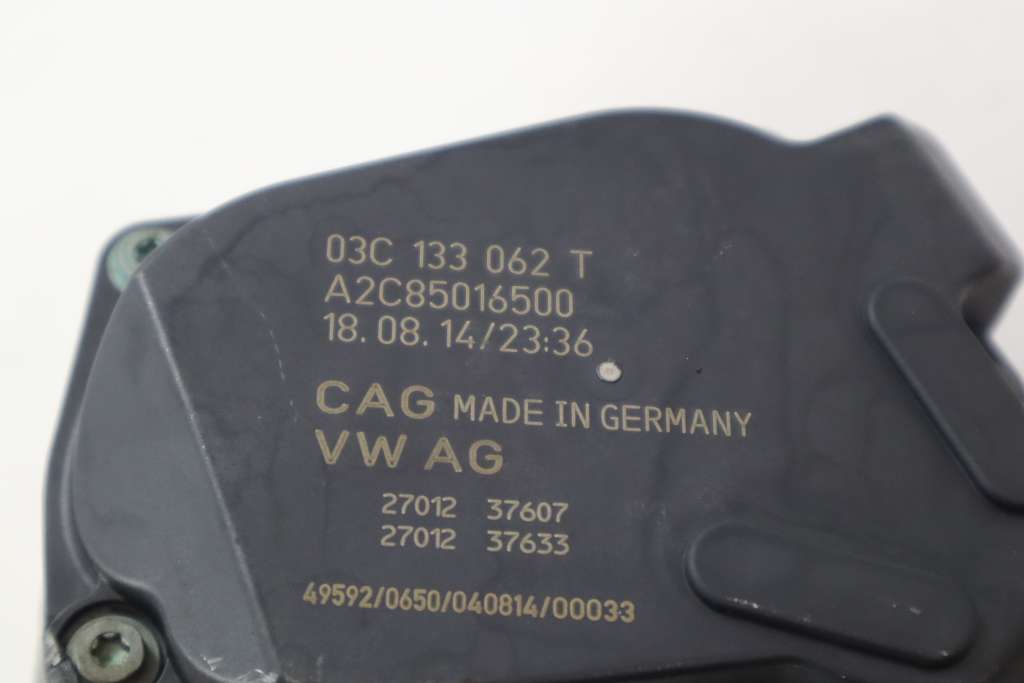 03C 133 062 T
A2C85016500
18.08.14/23:36
CAG MADE IN GERMANY
VW AG
27012 37607
27012 37633
49592/0650/040814/00033